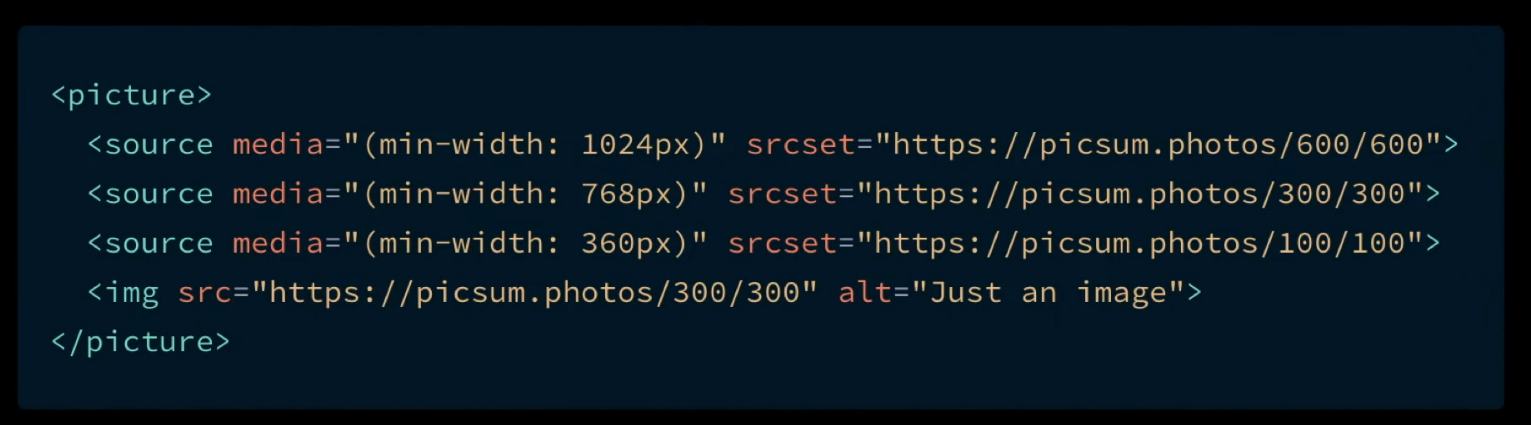 <picture>
<source media="(min-width: 1024px)" srcset="https://picsum.photos/600/600">
<source media="(min-width: 768px)" srcset="https://picsum.photos/300/300">
<source media="(min-width: 360px)" srcset="https://picsum.photos/100/100">
<img src="https://picsum.photos/300/300" alt="Just an image">
</picture>